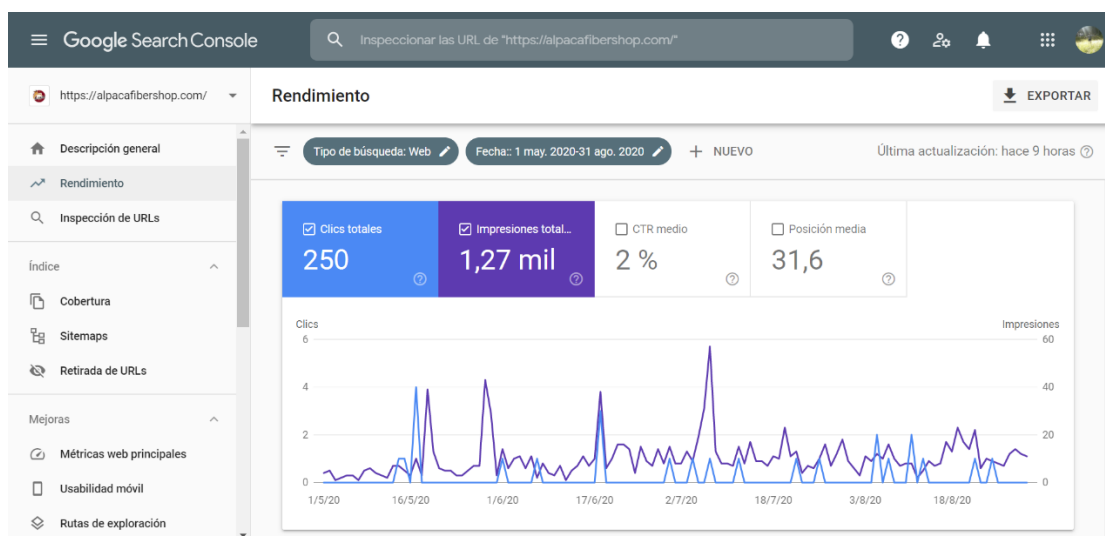 Google Search Console
Inspeccionar las URL de "https://alpacafibershop.com/"
https://alpacafibershop.com/
Rendimiento
EXPORTAR
Descripción general
Rendimiento
Inspección de URLs
Índice
Cobertura
Sitemaps
Retirada de URLs
Mejoras
Métricas web principales
Usabilidad móvil
Rutas de exploración
Tipo de búsqueda: Web
Fecha:: 1 may. 2020-31 ago. 2020
+ NUEVO
Última actualización: hace 9 horas
Clics totales
250
Impresiones total...
1,27 mil
CTR medio
2 %
Posición media
31,6
Clics
Impresiones
6
60
4
40
2
20
0
0
1/5/20
16/5/20
1/6/20
17/6/20
2/7/20
18/7/20
3/8/20
18/8/20